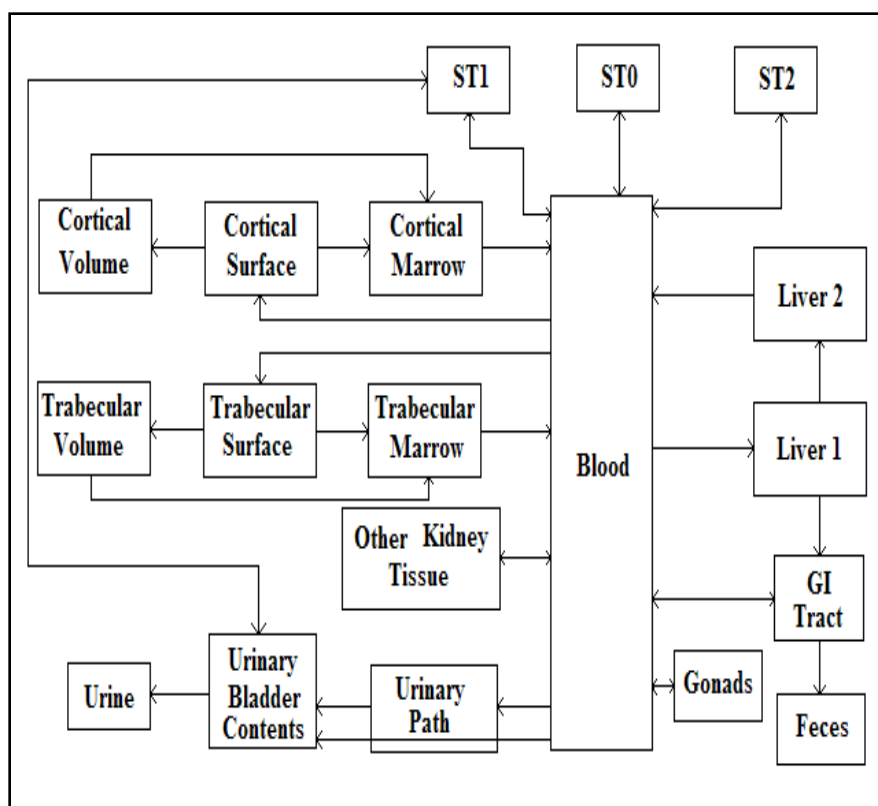 ST1
ST0
ST2
Cortical
Volume
Cortical
Surface
Cortical
Marrow
Liver 2
Trabecular
Volume
Trabecular
Surface
Trabecular
Marrow
Blood
Liver 1
Other Kidney
Tissue
GI
Tract
Urine
Urinary
Bladder
Contents
Urinary
Path
Gonads
Feces